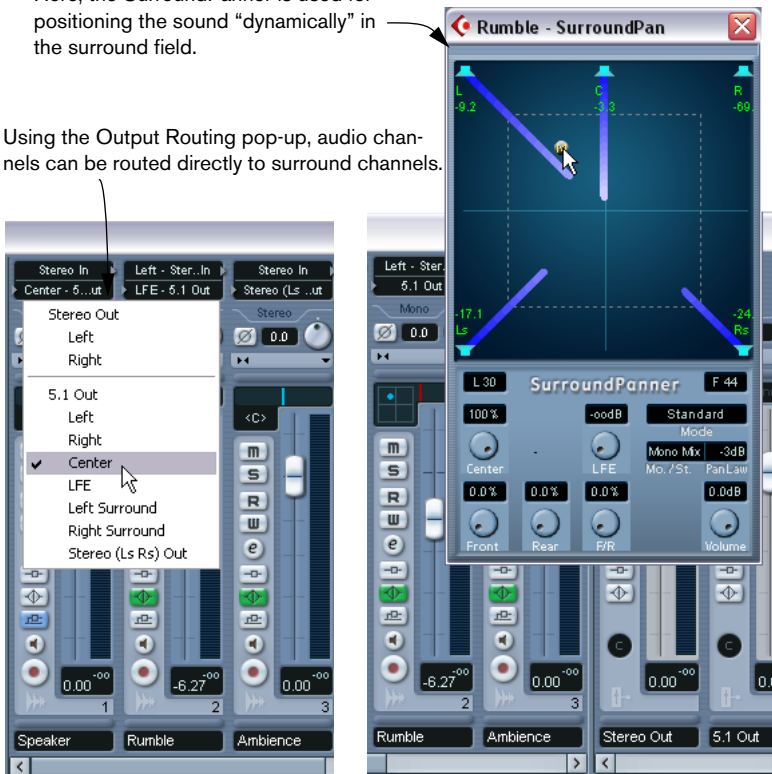 Here, the SurroundPanner is used for
positioning the sound “dynamically” in
the surround field.
Using the Output Routing pop-up, audio chan-
nels can be routed directly to surround channels.
Rumble - SurroundPan
L
-9.2
C
-3.3
R
-69.
-17.1
Ls
-24.
Rs
L 30
SurroundPanner
F 44
100 %
-oodB
Standard
Mode
Center
LFE
Mono Mix
-3dB
Mo./St.
PanLaw
0.0%
0.0%
0.0%
0.0dB
Front
Rear
F/R
Volume
Stereo In
Left - Ster..In
Stereo In
Center - 5...ut
LFE - 5.1 Out
Stereo (Ls ..ut
Stereo
0.0
<C>
Stereo Out
Left
Right
5.1 Out
Left
Right
Center
LFE
Left Surround
Right Surround
Stereo (Ls Rs) Out
m
S
R
W
e
0.00
-oo
1
-6.27
-oo
2
0.00
-oo
3
Speaker
Rumble
Ambience
Left - Ster
5.1 Out
Mono
0.0
m
S
R
W
e
-6.27
-oo
2
0.00
-oo
3
C
0.00
-oo
C
0.
Rumble
Ambience
Stereo Out
5.1 Out